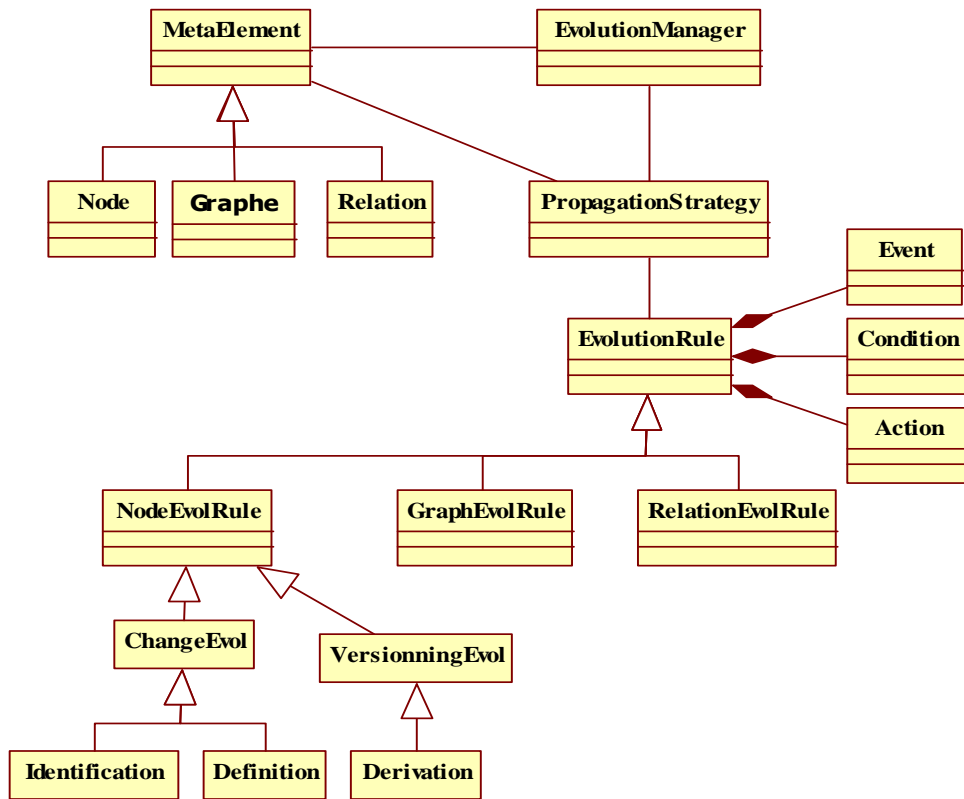 MetaElement
EvolutionManager
Node
Graphe
Relation
PropagationStrategy
Event
EvolutionRule
Condition
Action
NodeEvolRule
GraphEvolRule
RelationEvolRule
ChangeEvol
VersionningEvol
Identification
Definition
Derivation